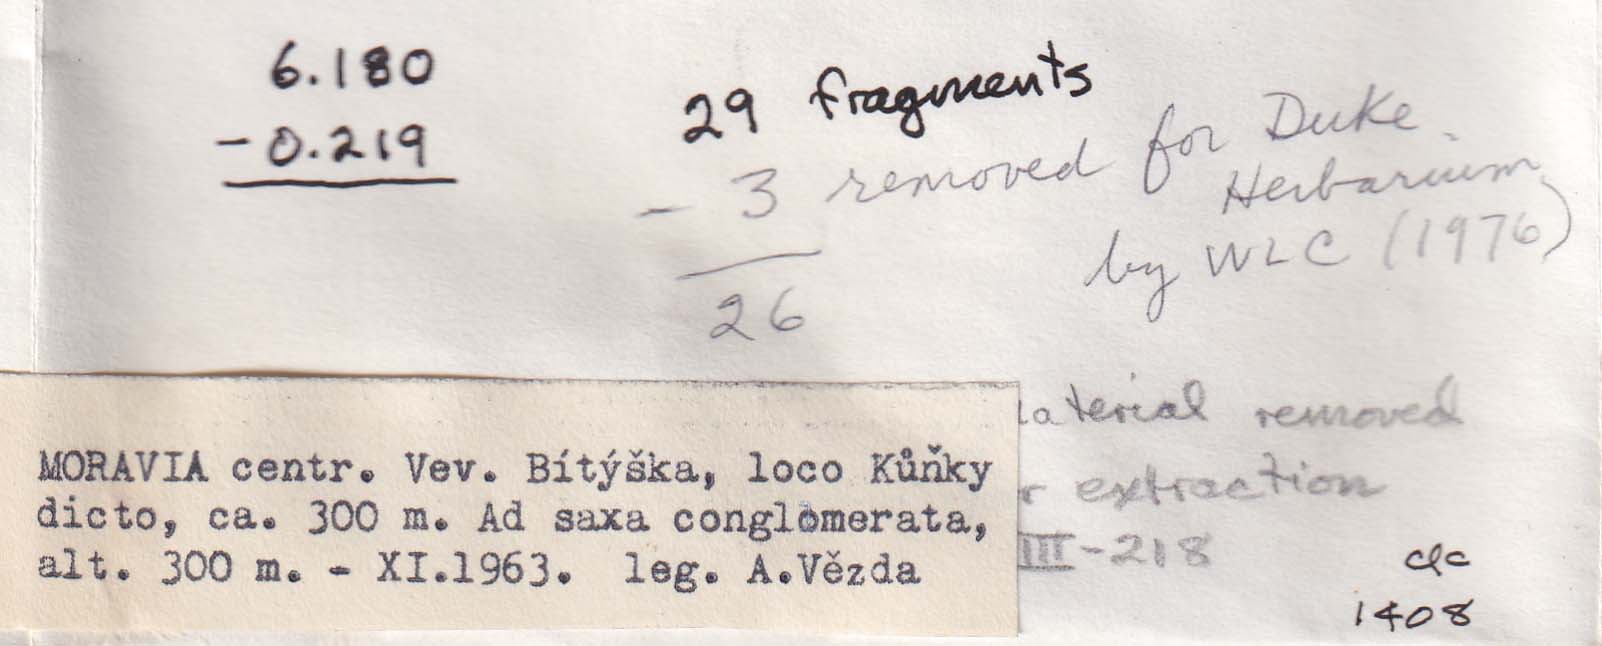 6.180
- 0.219
29 fragments
- 3 removed for Duke
Herbarium
by WLC (1976)
26
aterial removed
r extraction
III-218
MORAVIA centr. Vev. Bítýška, loco Kůňky
dicto, ca. 300 m. Ad saxa conglomerata,
alt. 300 m. - XI.1963. leg. A.Vězda
1408